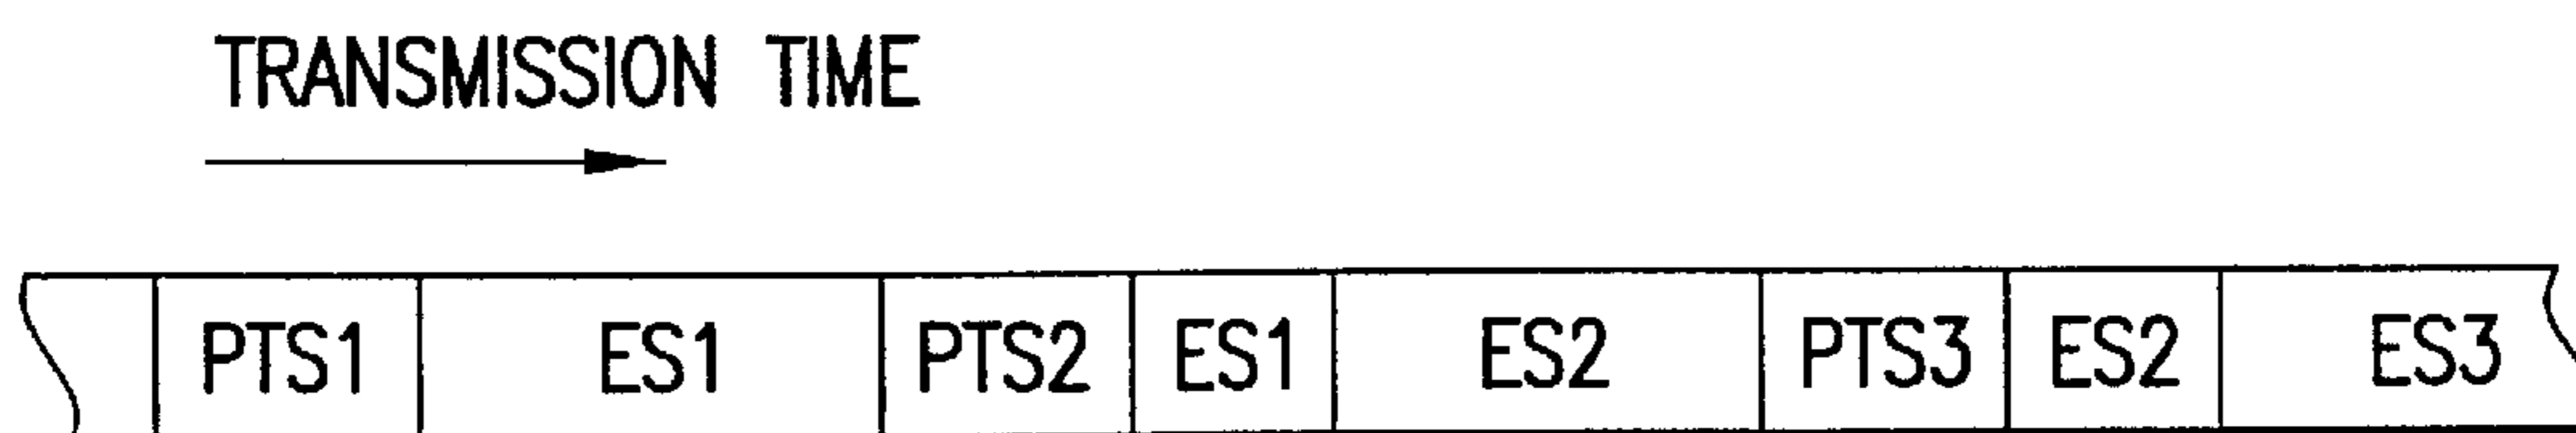 TRANSMISSION TIME
PTS1 ES1 PTS2 ES1 ES2 PTS3 ES2 ES3